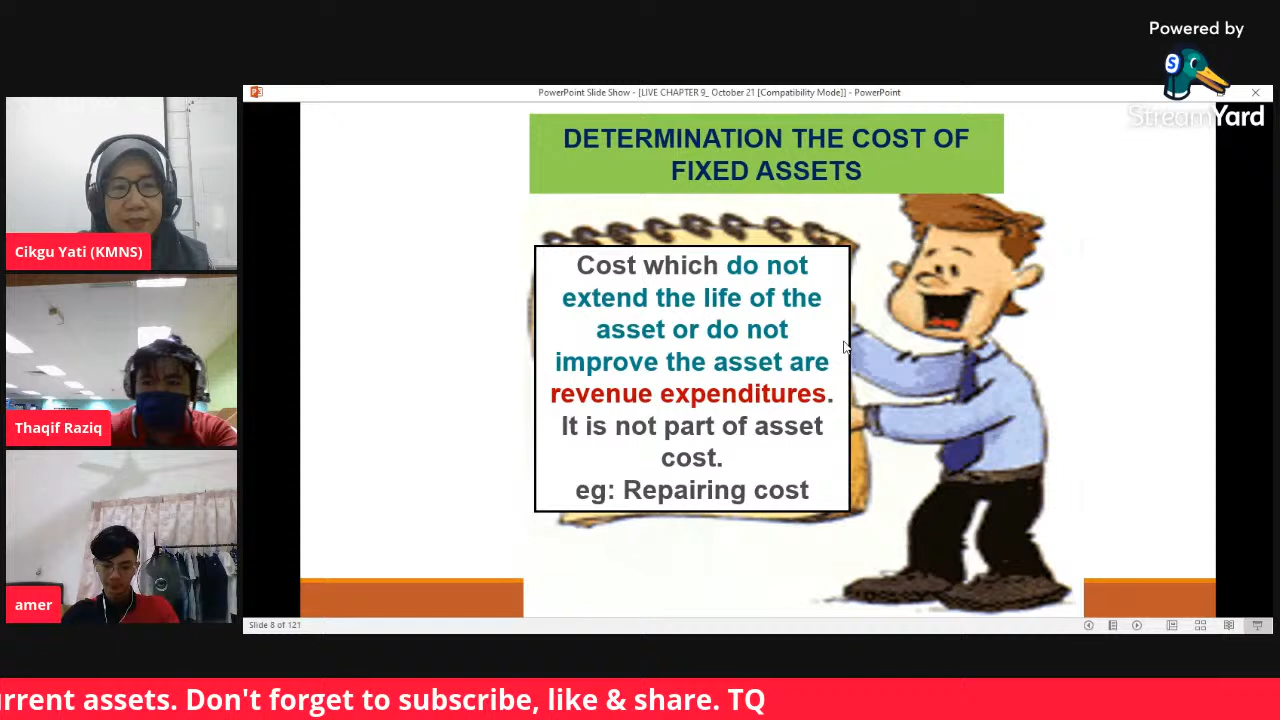 Powered by
StreamYard
PowerPoint Slide Show - [LIVE CHAPTER 9_ October 21 [Compatibility Mode]] - PowerPoint
DETERMINATION THE COST OF
FIXED ASSETS
Cost which do not
extend the life of the
asset or do not
improve the asset are
revenue expenditures.
It is not part of asset
cost.
eg: Repairing cost
Cikgu Yati (KMNS)
Thaqif Raziq
amer
Slide 8 of 121
rrent assets. Don't forget to subscribe, like & share. TQ